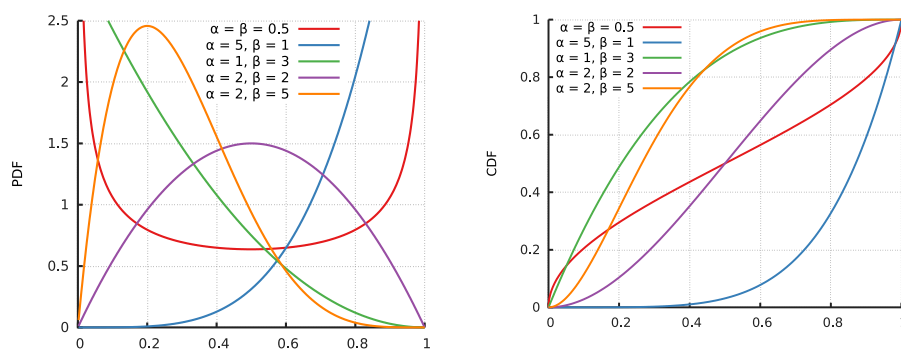 2.5
2
1.5
1
0.5
0
PDF
α = β = 0.5
α = 5, β = 1
α = 1, β = 3
α = 2, β = 2
α = 2, β = 5
0 0.2 0.4 0.6 0.8 1
1
0.8
0.6
0.4
0.2
0
CDF
α = β = 0.5
α = 5, β = 1
α = 1, β = 3
α = 2, β = 2
α = 2, β = 5
0 0.2 0.4 0.6 0.8